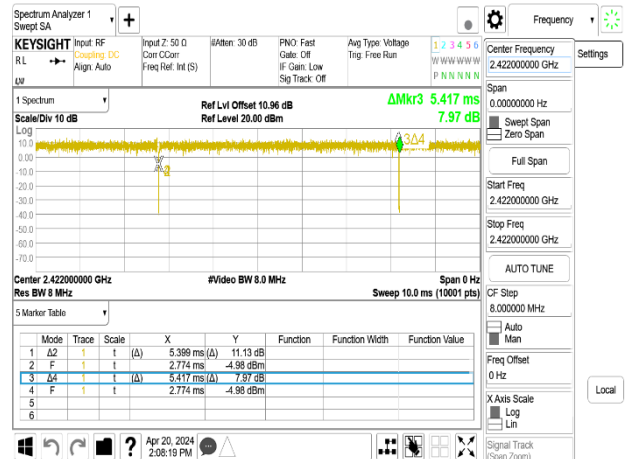 Spectrum Analyzer 1
Swept SA
+
Frequency
KEYSIGHT
RL
Input: RF
Coupling: DC
Align: Auto
Input Z: 50 Ω
Corr CCorr
Freq Ref: Int (S)
#Atten: 30 dB
PNO: Fast
Gate: Off
IF Gain: Low
Sig Track: Off
Avg Type: Voltage
Trig: Free Run
1 2 3 4 5 6
W W W W W W
P N N N N N
1 Spectrum
Scale/Div 10 dB
Ref Lvl Offset 10.96 dB
Ref Level 20.00 dBm
ΔMkr3 5.417 ms
7.97 dB
Log
10.0
0.00
-10.0
-20.0
-30.0
-40.0
-50.0
-60.0
-70.0
3Δ4
Center 2.422000000 GHz
Res BW 8 MHz
#Video BW 8.0 MHz
Span 0 Hz
Sweep 10.0 ms (10001 pts)
5 Marker Table
Mode Trace Scale X Y Function Function Width Function Value
1 Δ2 1 t (Δ) 5.399 ms (Δ) 11.13 dB
2 F 1 t 2.774 ms -4.98 dBm
3 Δ4 1 t (Δ) 5.417 ms (Δ) 7.97 dB
4 F 1 t 2.774 ms -4.98 dBm
5
6
Apr 20, 2024
2:08:19 PM
Center Frequency
2.422000000 GHz
Settings
Span
0.00000000 Hz
Swept Span
Zero Span
Full Span
Start Freq
2.422000000 GHz
Stop Freq
2.422000000 GHz
AUTO TUNE
CF Step
8.000000 MHz
Auto
Man
Freq Offset
0 Hz
X Axis Scale
Log
Lin
Local
Signal Track
(Span Zoom)